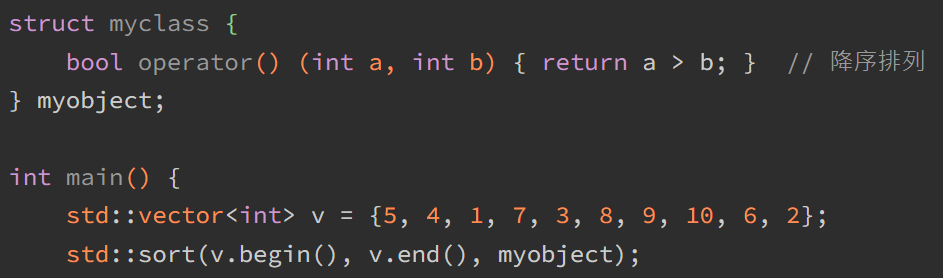 struct myclass {
bool operator() (int a, int b) { return a > b; }  // 降序排列
} myobject;
int main() {
std::vector<int> v = {5, 4, 1, 7, 3, 8, 9, 10, 6, 2};
std::sort(v.begin(), v.end(), myobject);